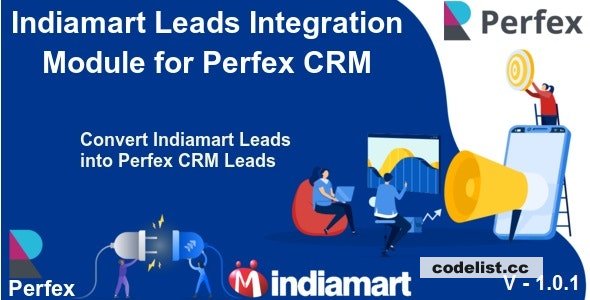 Indiamart Leads Integration
Module for Perfex CRM
Perfex
Convert Indiamart Leads
into Perfex CRM Leads
Perfex
indiamart
codelist.cc
V - 1.0.1